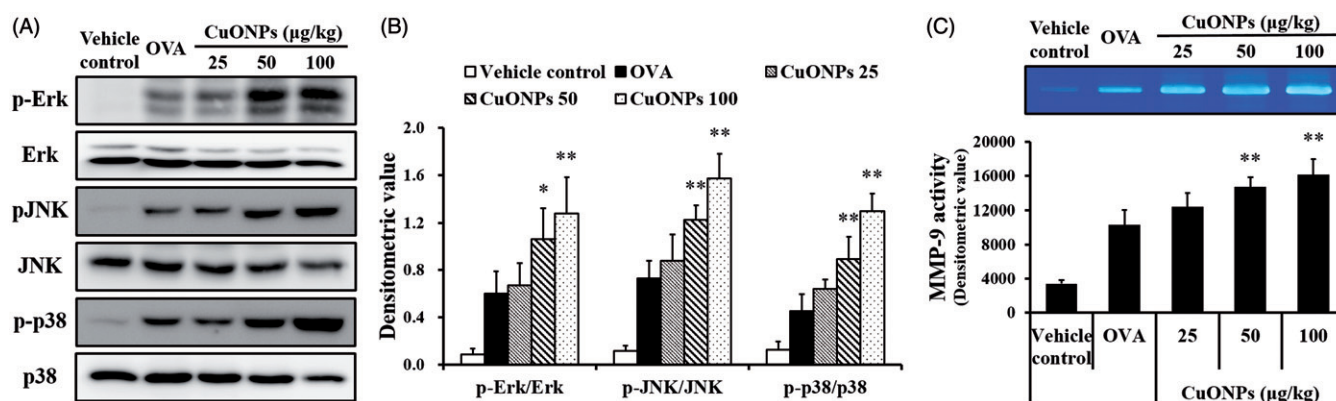 (A)
Vehicle control
OVA
CuONPs (µg/kg)
25 50 100
p-Erk
Erk
pJNK
JNK
p-p38
p38
(B)
Vehicle control OVA CuONPs 25
CuONPs 50 CuONPs 100
Densitometric value
2.0
1.6
1.2
0.8
0.4
0.0
* **
** **
** **
p-Erk/Erk p-JNK/JNK p-p38/p38
(C)
Vehicle control
OVA
CuONPs (µg/kg)
25 50 100
MMP-9 activity
(Densitometric value)
20000
16000
12000
8000
4000
0
** **
Vehicle control
OVA
25 50 100
CuONPs (µg/kg)